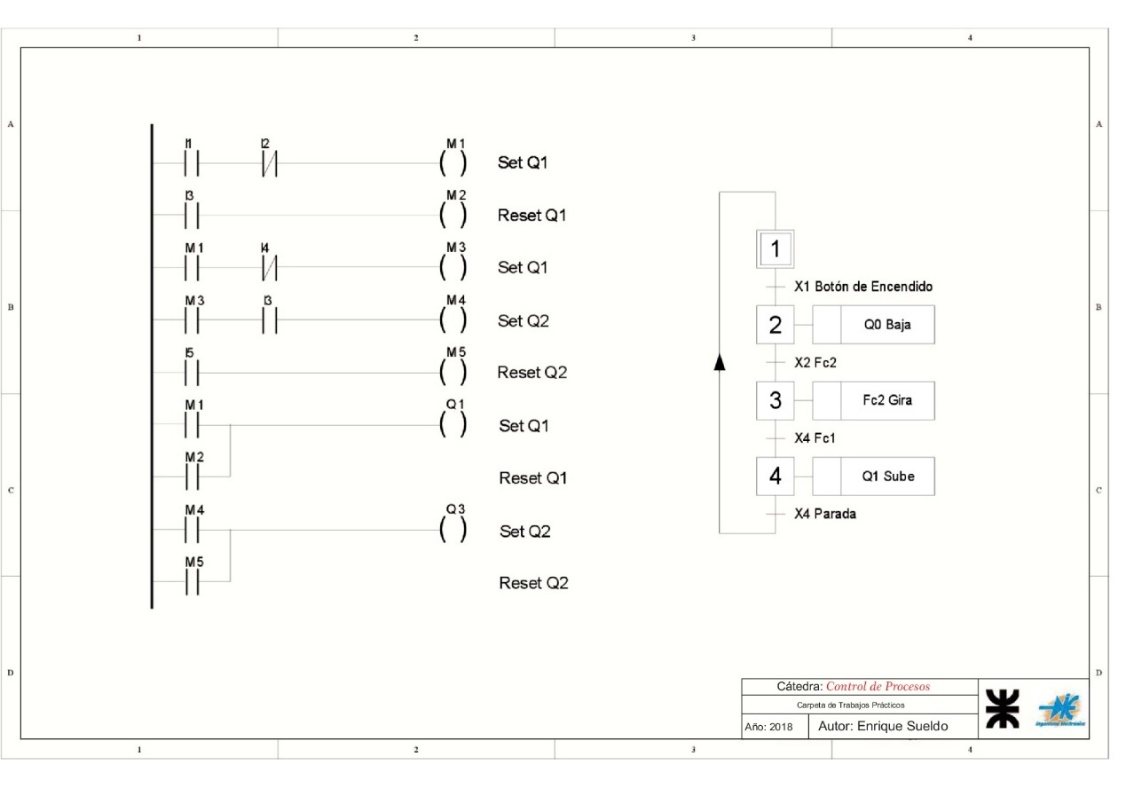 1 2 3 4
A A
I1 I2 M1 Set Q1
I3 M2 Reset Q1
M1 I4 M3 Set Q1
M3 I3 M4 Set Q2
B B
I5 M5 Reset Q2
M1 Q1 Set Q1
M2 Reset Q1
C C
M4 Q3 Set Q2
M5 Reset Q2
D D
1
X1 Botón de Encendido
2 Q0 Baja
X2 Fc2
3 Fc2 Gira
X4 Fc1
4 Q1 Sube
X4 Parada
Cátedra: Control de Procesos
Carpeta de Trabajos Prácticos
Año: 2018 Autor: Enrique Sueldo
1 2 3 4